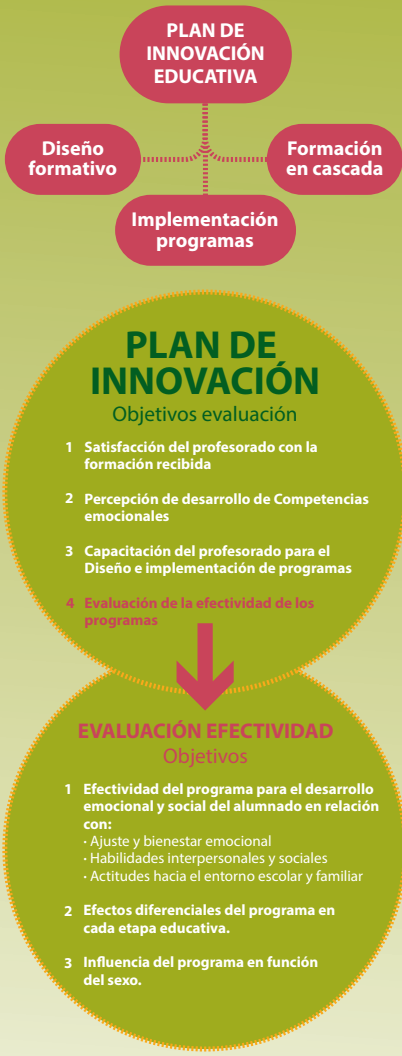 PLAN DE
INNOVACIÓN
EDUCATIVA
Diseño
formativo
Formación
en cascada
Implementación
programas
PLAN DE
INNOVACIÓN
Objetivos evaluación
1 Satisfacción del profesorado con la
formación recibida
2 Percepción de desarrollo de Competencias
emocionales
3 Capacitación del profesorado para el
Diseño e implementación de programas
4 Evaluación de la efectividad de los
programas
EVALUACIÓN EFECTIVIDAD
Objetivos
1 Efectividad del programa para el desarrollo
emocional y social del alumnado en relación
con:
· Ajuste y bienestar emocional
· Habilidades interpersonales y sociales
· Actitudes hacia el entorno escolar y familiar
2 Efectos diferenciales del programa en
cada etapa educativa.
3 Influencia del programa en función
del sexo.